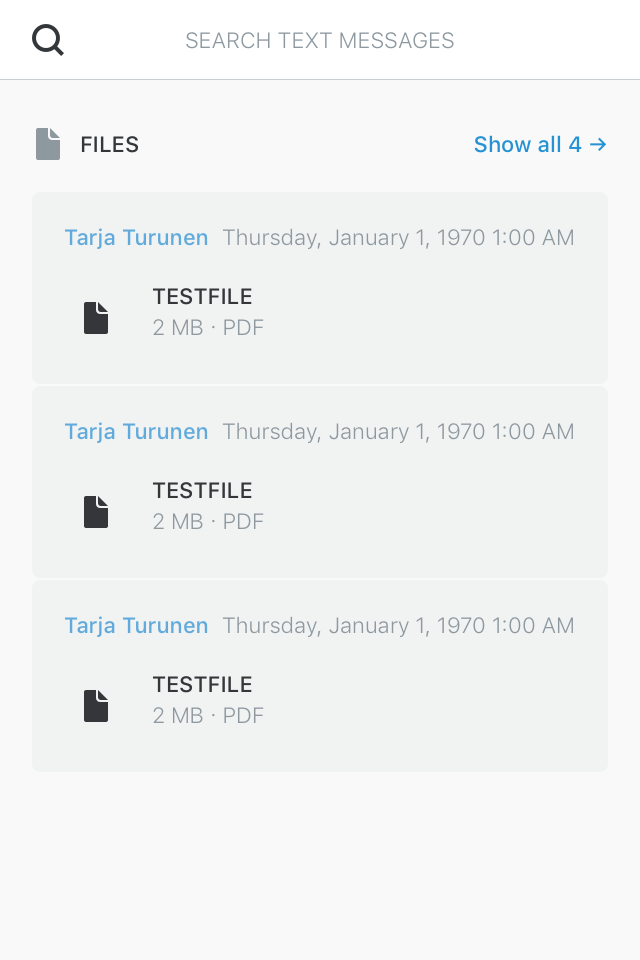 SEARCH TEXT MESSAGES
FILES Show all 4 →
Tarja Turunen Thursday, January 1, 1970 1:00 AM
TESTFILE
2 MB · PDF
Tarja Turunen Thursday, January 1, 1970 1:00 AM
TESTFILE
2 MB · PDF
Tarja Turunen Thursday, January 1, 1970 1:00 AM
TESTFILE
2 MB · PDF